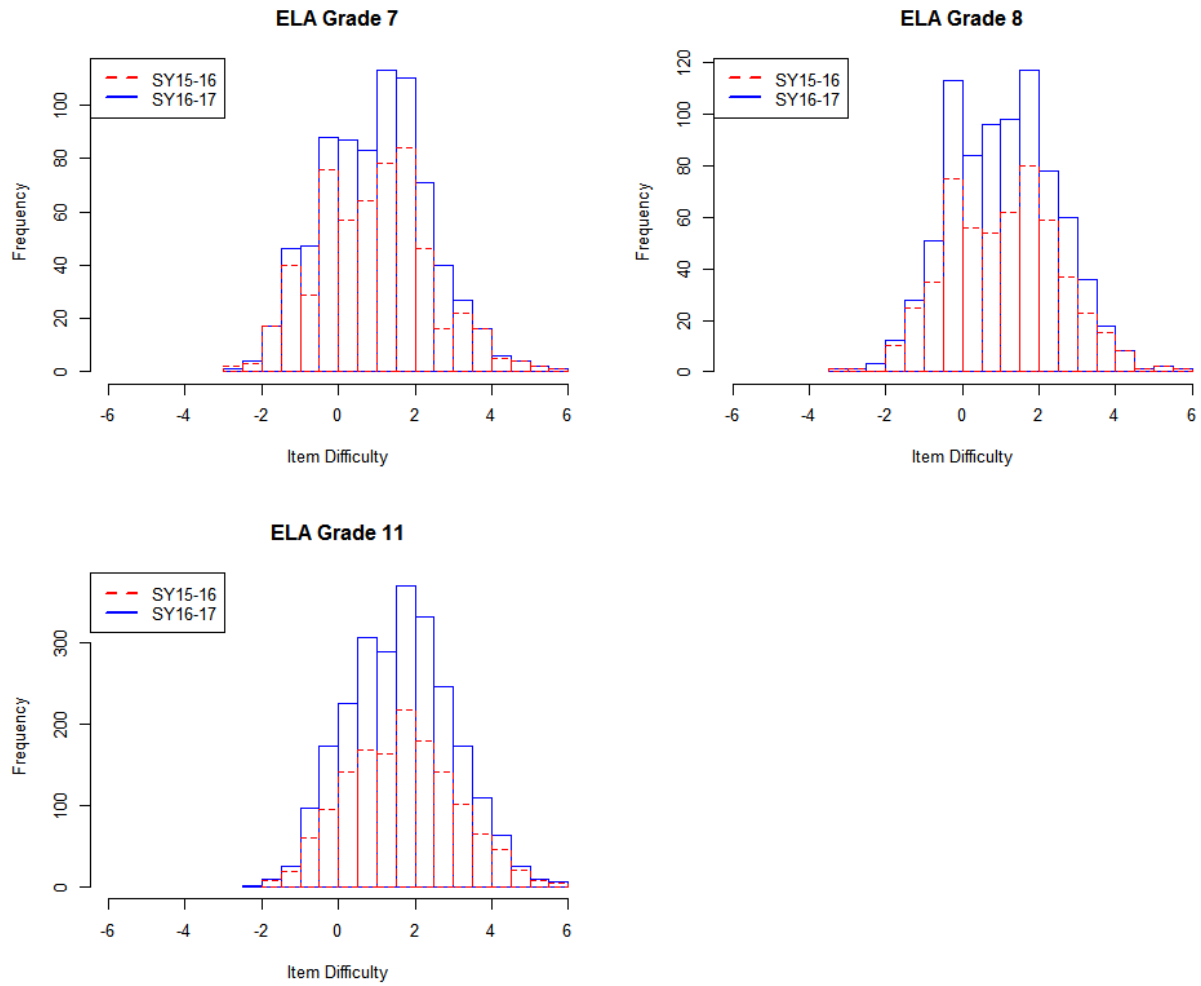 ELA Grade 7
SY15-16
SY16-17
100
80
60
40
20
0
Frequency
-6 -4 -2 0 2 4 6
Item Difficulty
ELA Grade 8
SY15-16
SY16-17
120
100
80
60
40
20
0
Frequency
-6 -4 -2 0 2 4 6
Item Difficulty
ELA Grade 11
SY15-16
SY16-17
300
200
100
0
Frequency
-6 -4 -2 0 2 4 6
Item Difficulty